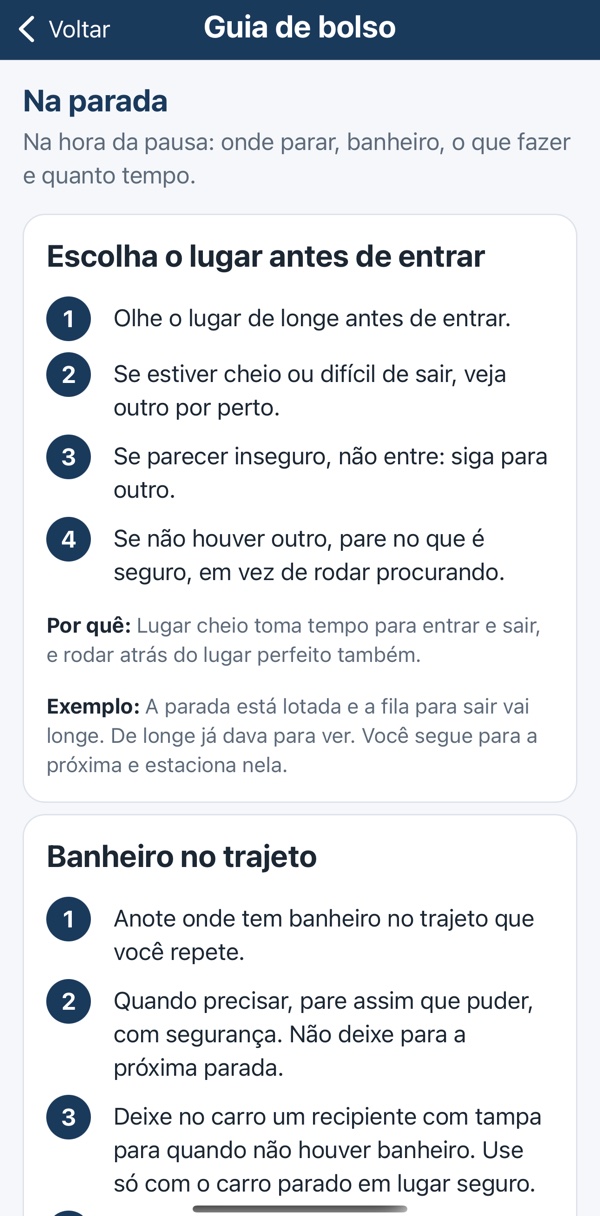 Voltar
Guia de bolso
Na parada
Na hora da pausa: onde parar, banheiro, o que fazer
e quanto tempo.
Escolha o lugar antes de entrar
1 Olhe o lugar de longe antes de entrar.
2 Se estiver cheio ou difícil de sair, veja
outro por perto.
3 Se parecer inseguro, não entre: siga para
outro.
4 Se não houver outro, pare no que é
seguro, em vez de rodar procurando.
Por quê: Lugar cheio toma tempo para entrar e sair,
e rodar atrás do lugar perfeito também.
Exemplo: A parada está lotada e a fila para sair vai
longe. De longe já dava para ver. Você segue para a
próxima e estaciona nela.
Banheiro no trajeto
1 Anote onde tem banheiro no trajeto que
você repete.
2 Quando precisar, pare assim que puder,
com segurança. Não deixe para a
próxima parada.
3 Deixe no carro um recipiente com tampa
para quando não houver banheiro. Use
só com o carro parado em lugar seguro.